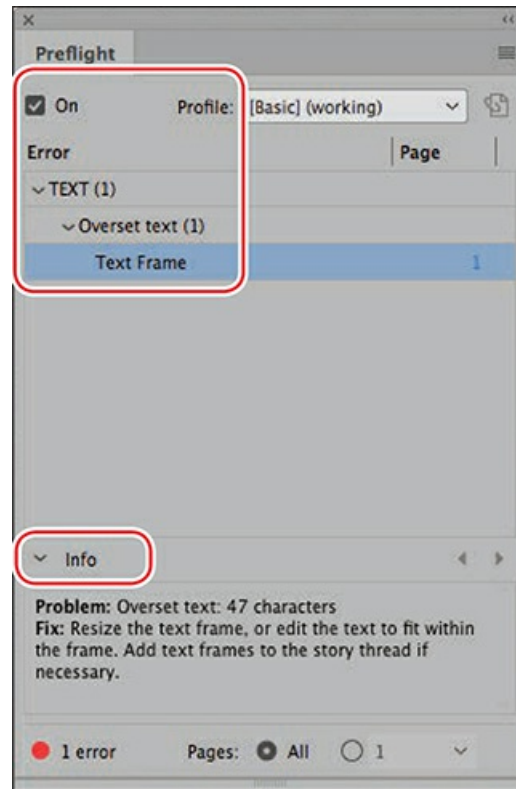 Preflight
On Profile: [Basic] (working)
Error Page
TEXT (1)
Overset text (1)
Text Frame 1
Info
Problem: Overset text: 47 characters
Fix: Resize the text frame, or edit the text to fit within
the frame. Add text frames to the story thread if
necessary.
1 error Pages: All 1